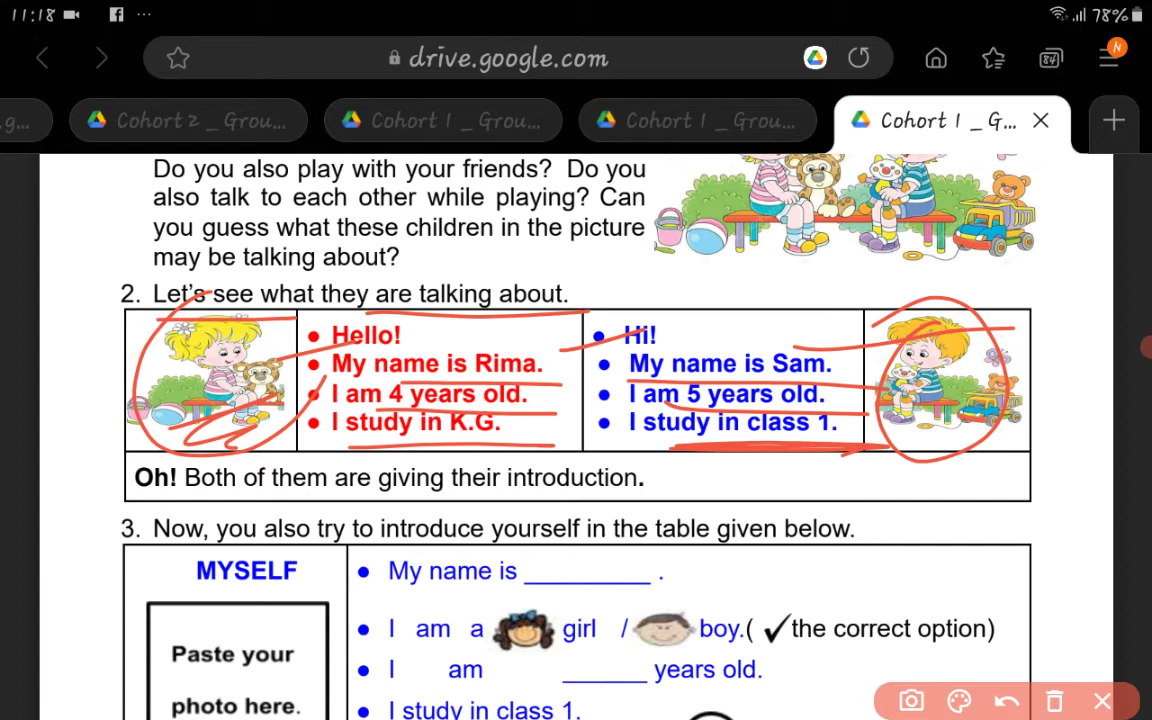 11:18 ... 78%
drive.google.com 84 N
.g... Cohort 2 _ Grou... Cohort 1 _ Grou... Cohort 1 _ Grou... Cohort 1 _ G...
Do you also play with your friends? Do you
also talk to each other while playing? Can
you guess what these children in the picture
may be talking about?
2. Let's see what they are talking about.
• Hello!
• My name is Rima.
• I am 4 years old.
• I study in K.G.
• Hi!
• My name is Sam.
• I am 5 years old.
• I study in class 1.
Oh! Both of them are giving their introduction.
3. Now, you also try to introduce yourself in the table given below.
MYSELF
Paste your
photo here.
• My name is _________ .
• I am a girl / boy.( ✓the correct option)
• I am ______ years old.
• I study in class 1.